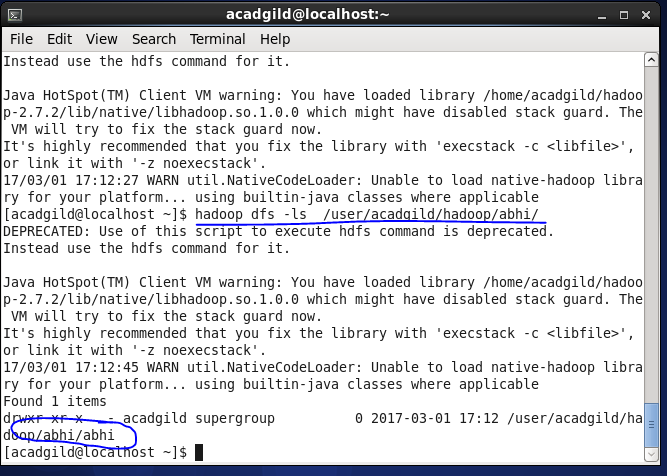 acadgild@localhost:~
File Edit View Search Terminal Help
Instead use the hdfs command for it.
Java HotSpot(TM) Client VM warning: You have loaded library /home/acadgild/hadoo
p-2.7.2/lib/native/libhadoop.so.1.0.0 which might have disabled stack guard. The
 VM will try to fix the stack guard now.
It's highly recommended that you fix the library with 'execstack -c <libfile>',
or link it with '-z noexecstack'.
17/03/01 17:12:27 WARN util.NativeCodeLoader: Unable to load native-hadoop libra
ry for your platform... using builtin-java classes where applicable
[acadgild@localhost ~]$ hadoop dfs -ls  /user/acadgild/hadoop/abhi/
DEPRECATED: Use of this script to execute hdfs command is deprecated.
Instead use the hdfs command for it.
Java HotSpot(TM) Client VM warning: You have loaded library /home/acadgild/hadoo
p-2.7.2/lib/native/libhadoop.so.1.0.0 which might have disabled stack guard. The
 VM will try to fix the stack guard now.
It's highly recommended that you fix the library with 'execstack -c <libfile>',
or link it with '-z noexecstack'.
17/03/01 17:12:45 WARN util.NativeCodeLoader: Unable to load native-hadoop libra
ry for your platform... using builtin-java classes where applicable
Found 1 items
drwxr-xr-x   - acadgild supergroup          0 2017-03-01 17:12 /user/acadgild/ha
doop/abhi/abhi
[acadgild@localhost ~]$